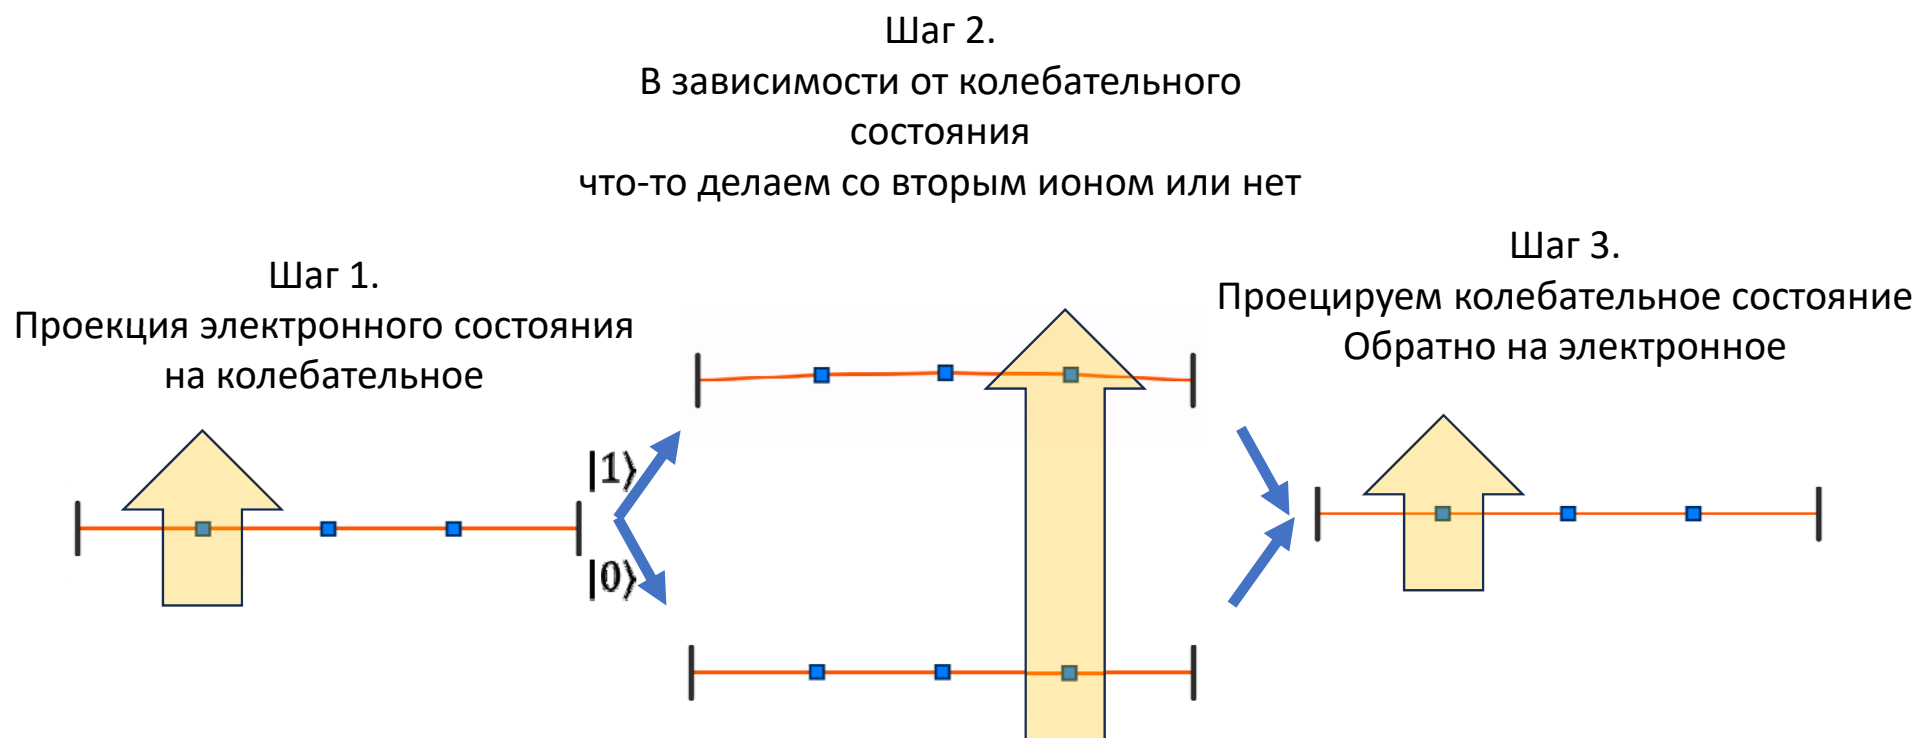 Шаг 1.
Проекция электронного состояния
на колебательное
|1⟩
|0⟩
Шаг 2.
В зависимости от колебательного
состояния
что-то делаем со вторым ионом или нет
Шаг 3.
Проецируем колебательное состояние
Обратно на электронное